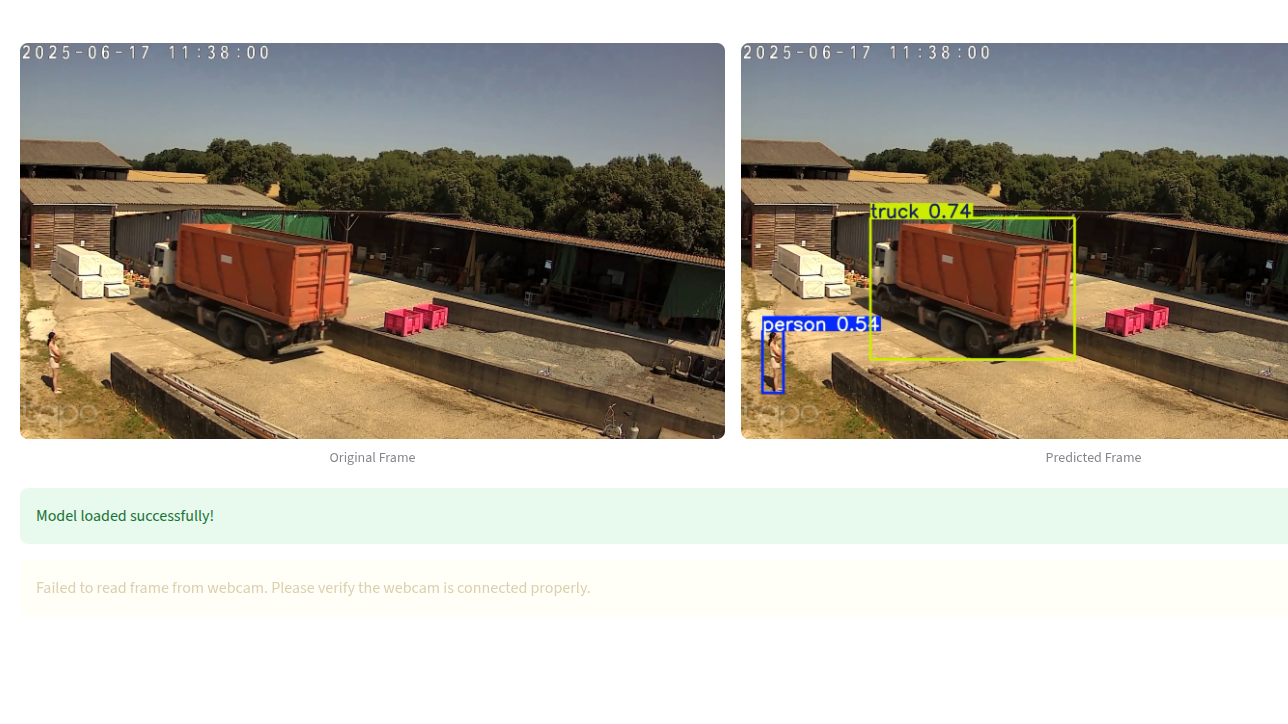 2025-06-17 11:38:00
2025-06-17 11:38:00
truck 0.74
person 0.54
tapo
tapo
Original Frame
Predicted Frame
Model loaded successfully!
Failed to read frame from webcam. Please verify the webcam is connected properly.